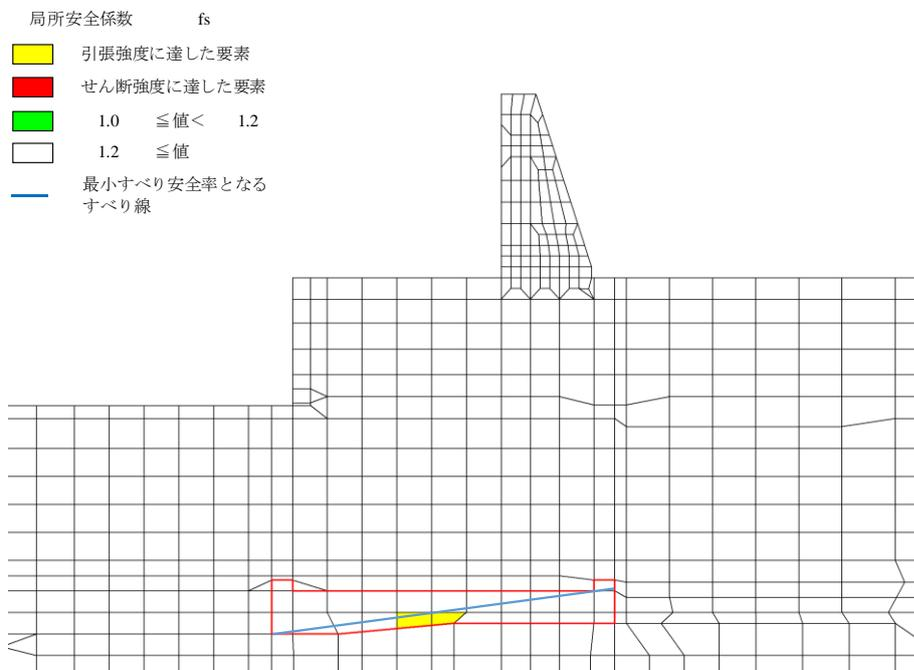 局所安全係数 fs
引張強度に達した要素
せん断強度に達した要素
1.0 ≦値< 1.2
1.2 ≦値
最小すべり安全率となる
すべり線